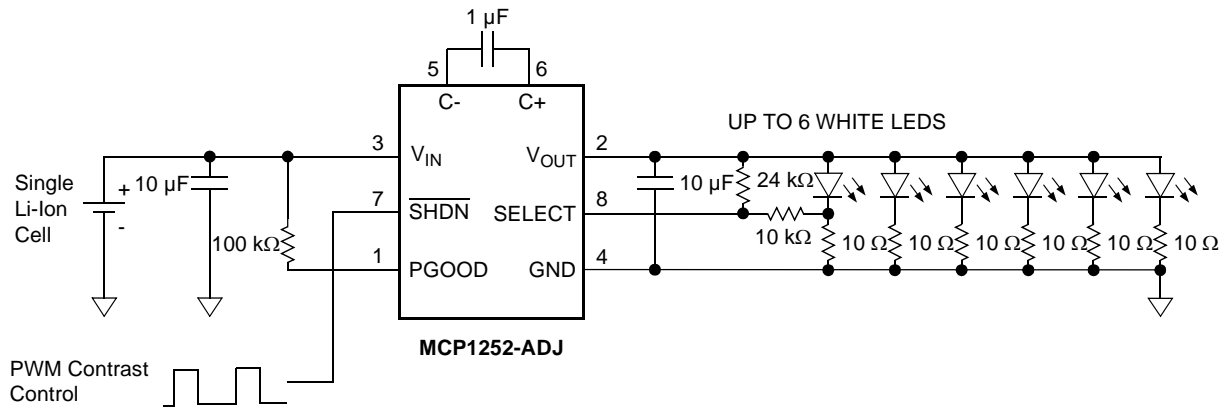 1 µF
5
6
C-
C+
UP TO 6 WHITE LEDS
3
2
VIN
VOUT
Single
Li-Ion
Cell
+
-
10 µF
10 µF
24 kΩ
7
SHDN
SELECT
8
10 kΩ
100 kΩ
10 Ω
10 Ω
10 Ω
10 Ω
10 Ω
10 Ω
1
PGOOD
GND
4
MCP1252-ADJ
PWM Contrast
Control